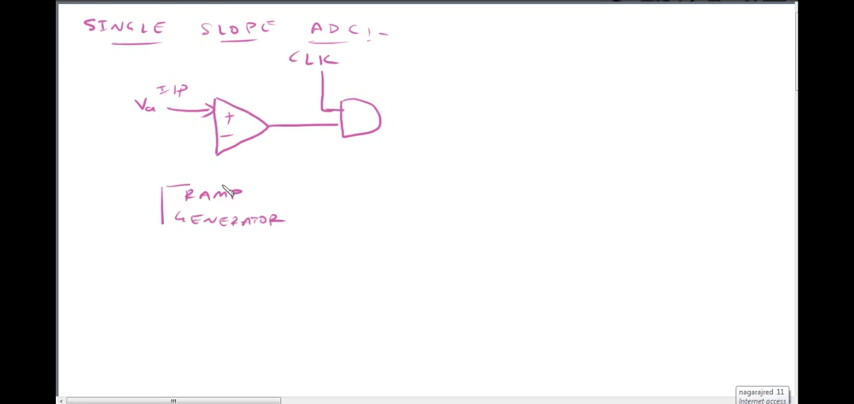 SINGLE SLOPE ADC:-
CLK
I/P
Va
+
-
RAMP
GENERATOR
nagarajred 11
Internet access